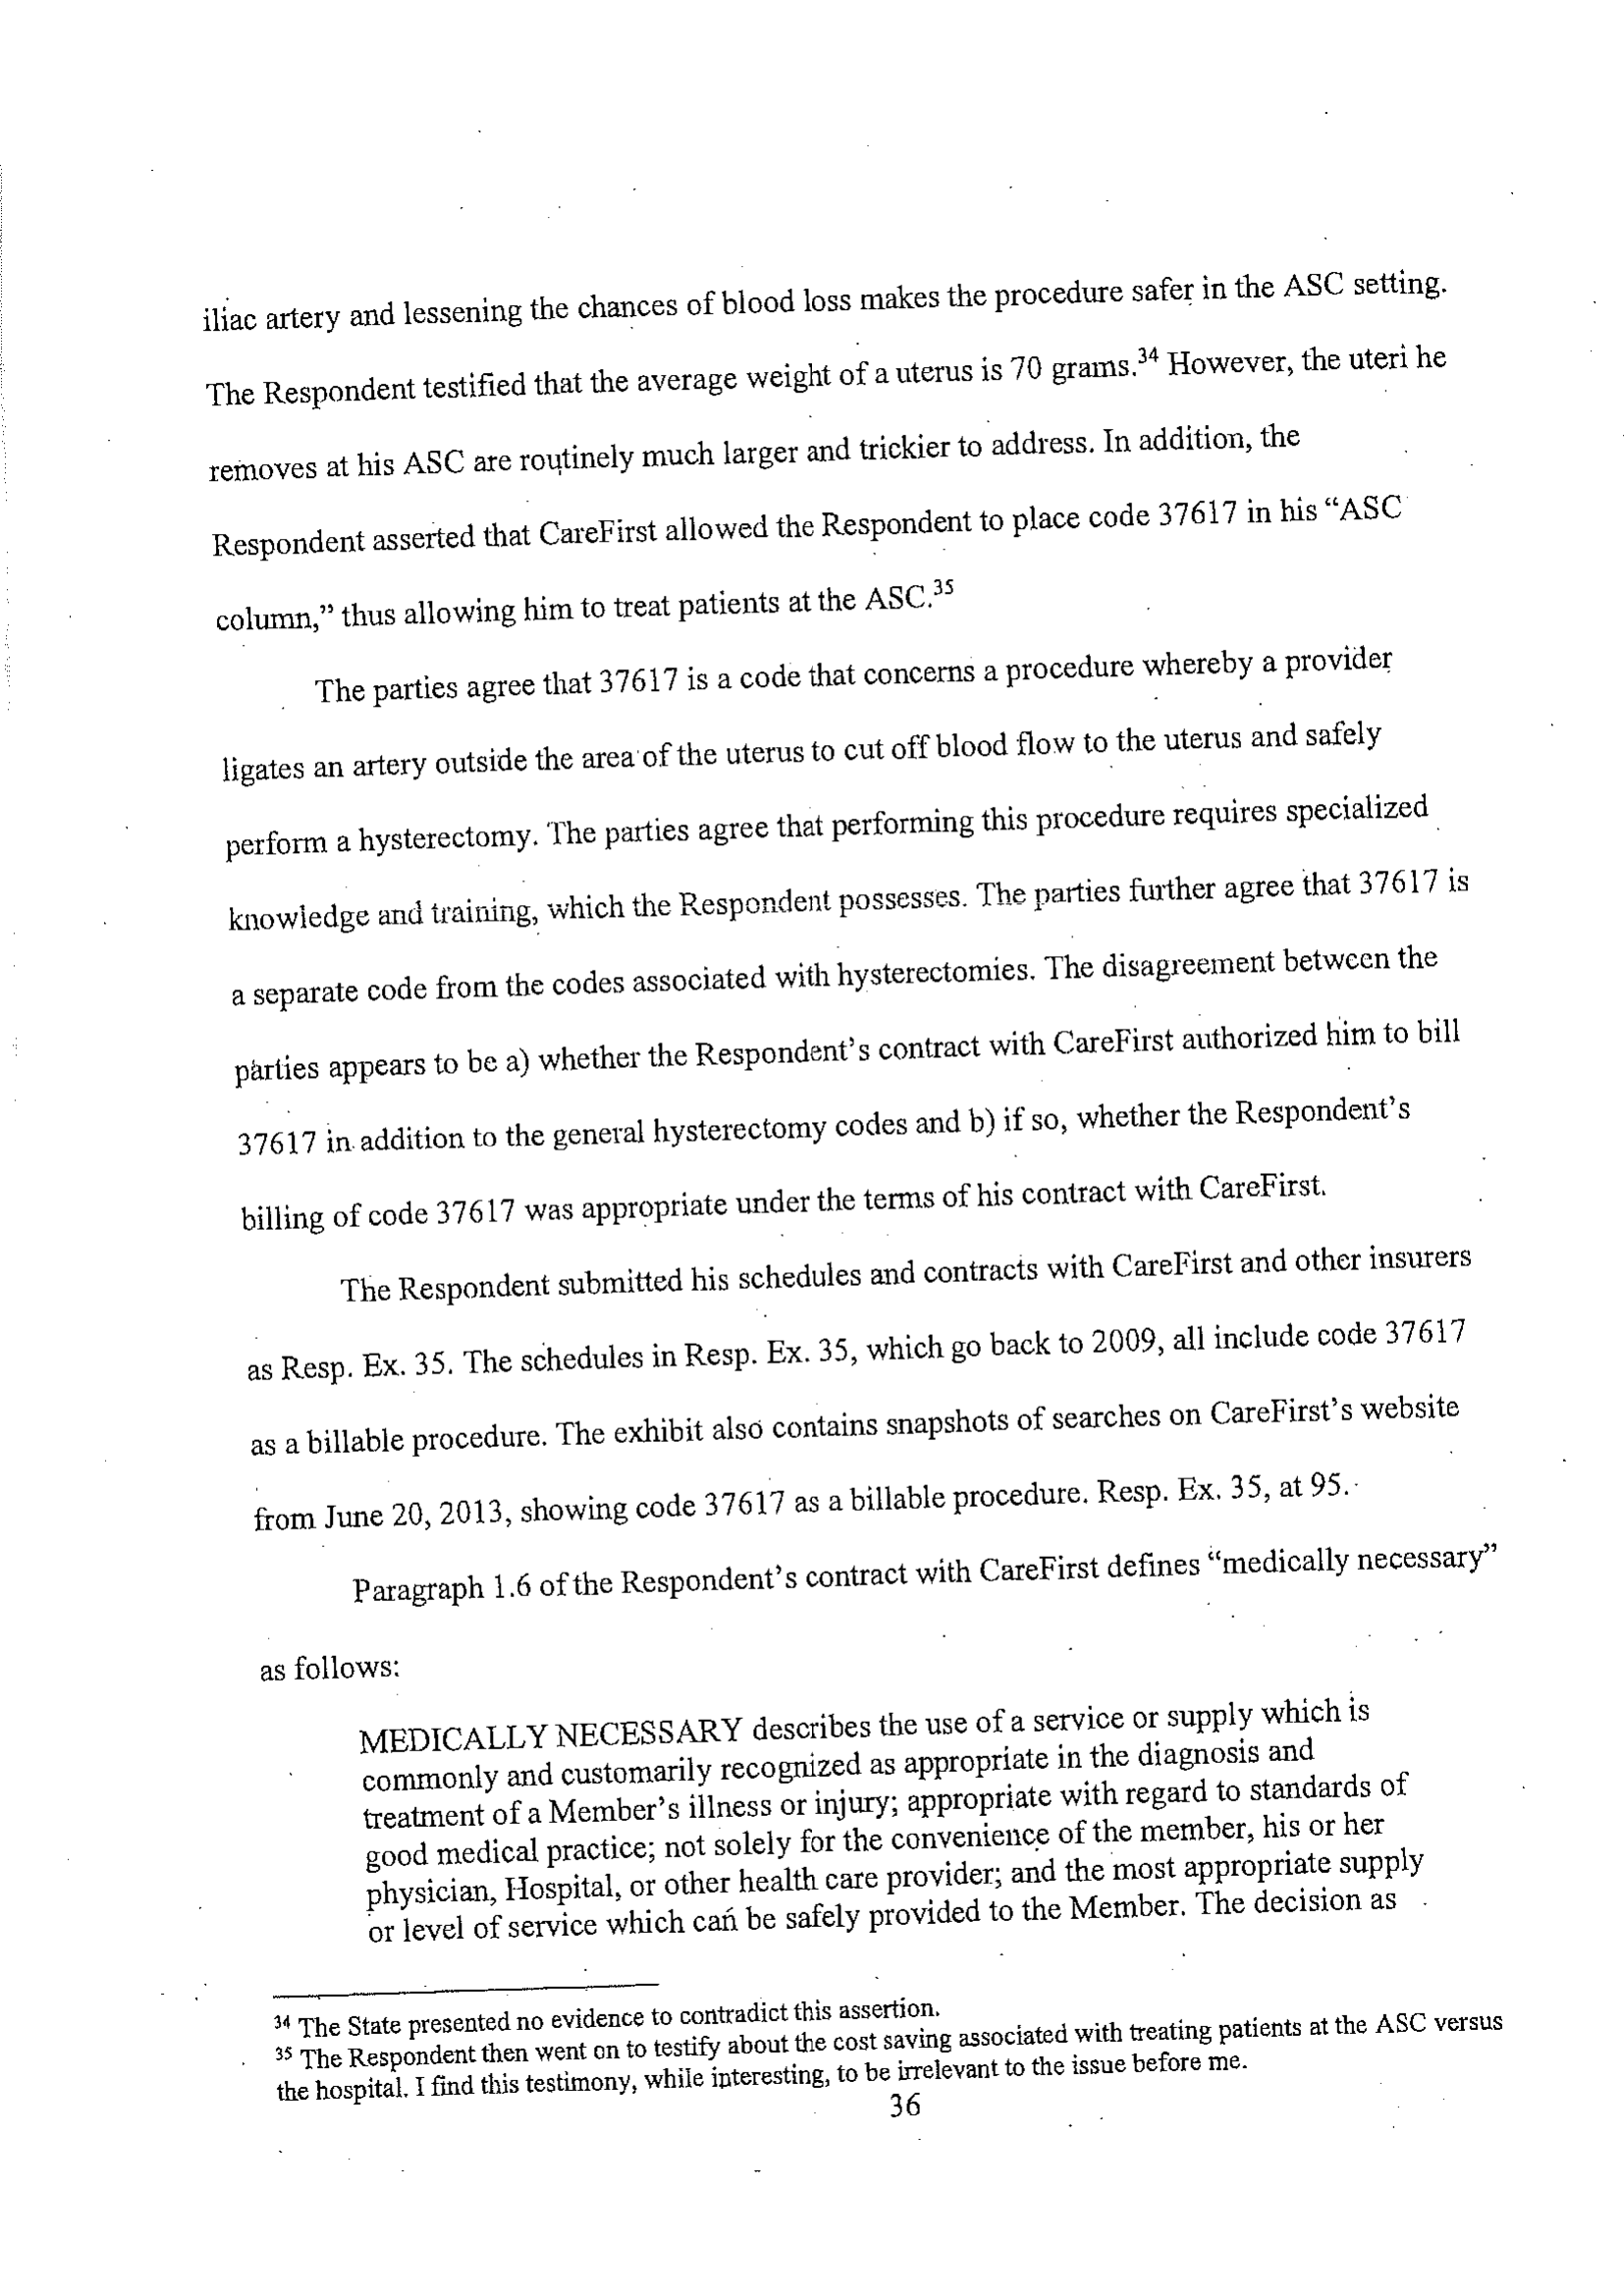 iliac artery and lessening the chances of blood loss makes the procedure safer in the ASC setting.
The Respondent testified that the average weight of a uterus is 70 grams.³⁴ However, the uteri he
removes at his ASC are routinely much larger and trickier to address. In addition, the
Respondent asserted that CareFirst allowed the Respondent to place code 37617 in his “ASC
column,” thus allowing him to treat patients at the ASC.³⁵
The parties agree that 37617 is a code that concerns a procedure whereby a provider
ligates an artery outside the area of the uterus to cut off blood flow to the uterus and safely
perform a hysterectomy. The parties agree that performing this procedure requires specialized
knowledge and training, which the Respondent possesses. The parties further agree that 37617 is
a separate code from the codes associated with hysterectomies. The disagreement between the
parties appears to be a) whether the Respondent’s contract with CareFirst authorized him to bill
37617 in addition to the general hysterectomy codes and b) if so, whether the Respondent’s
billing of code 37617 was appropriate under the terms of his contract with CareFirst.
The Respondent submitted his schedules and contracts with CareFirst and other insurers
as Resp. Ex. 35. The schedules in Resp. Ex. 35, which go back to 2009, all include code 37617
as a billable procedure. The exhibit also contains snapshots of searches on CareFirst’s website
from June 20, 2013, showing code 37617 as a billable procedure. Resp. Ex. 35, at 95.
Paragraph 1.6 of the Respondent’s contract with CareFirst defines “medically necessary”
as follows:
MEDICALLY NECESSARY describes the use of a service or supply which is
commonly and customarily recognized as appropriate in the diagnosis and
treatment of a Member’s illness or injury; appropriate with regard to standards of
good medical practice; not solely for the convenience of the member, his or her
physician, Hospital, or other health care provider; and the most appropriate supply
or level of service which can be safely provided to the Member. The decision as
³⁴ The State presented no evidence to contradict this assertion.
³⁵ The Respondent then went on to testify about the cost saving associated with treating patients at the ASC versus
the hospital. I find this testimony, while interesting, to be irrelevant to the issue before me.
36